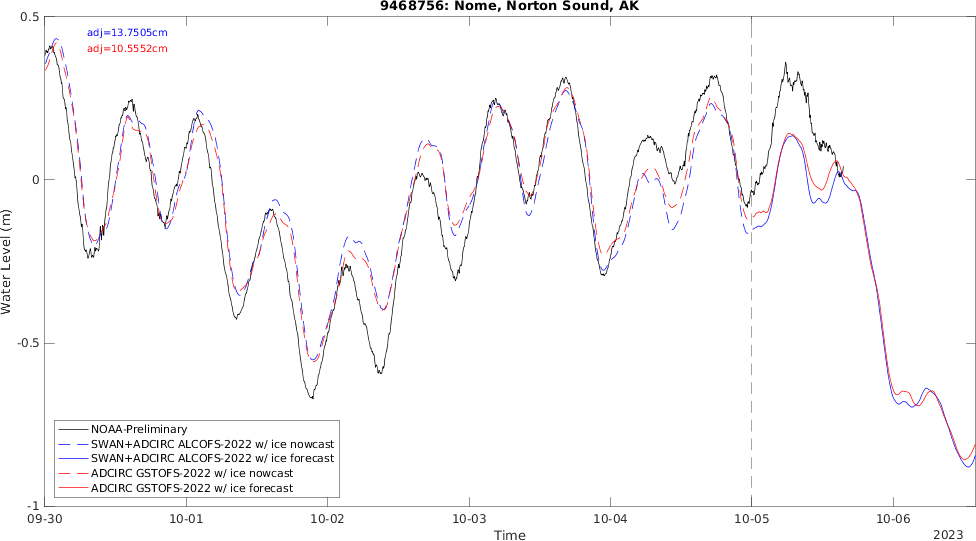 9468756: Nome, Norton Sound, AK
adj=13.7505cm
adj=10.5552cm
0.5
0
-0.5
-1
Water Level (m)
NOAA-Preliminary
SWAN+ADCIRC ALCOFS-2022 w/ ice nowcast
SWAN+ADCIRC ALCOFS-2022 w/ ice forecast
ADCIRC GSTOFS-2022 w/ ice nowcast
ADCIRC GSTOFS-2022 w/ ice forecast
09-30 10-01 10-02 10-03 10-04 10-05 10-06
Time
2023